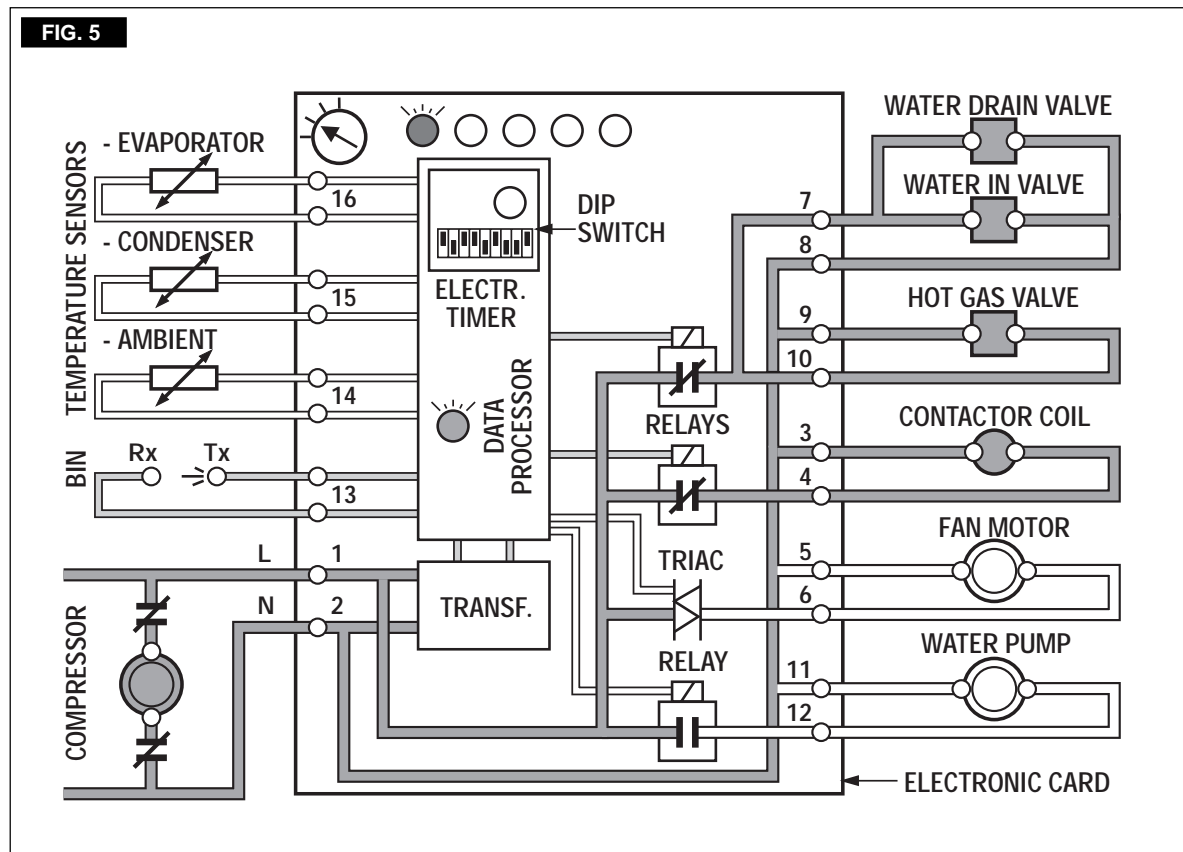 FIG. 5
TEMPERATURE SENSORS
- EVAPORATOR
16
- CONDENSER
15
- AMBIENT
14
BIN
Rx
Tx
13
L
1
N
2
COMPRESSOR
DIP
SWITCH
ELECTR.
TIMER
DATA
PROCESSOR
TRANSF.
RELAYS
TRIAC
RELAY
7
8
9
10
3
4
5
6
11
12
WATER DRAIN VALVE
WATER IN VALVE
HOT GAS VALVE
CONTACTOR COIL
FAN MOTOR
WATER PUMP
ELECTRONIC CARD